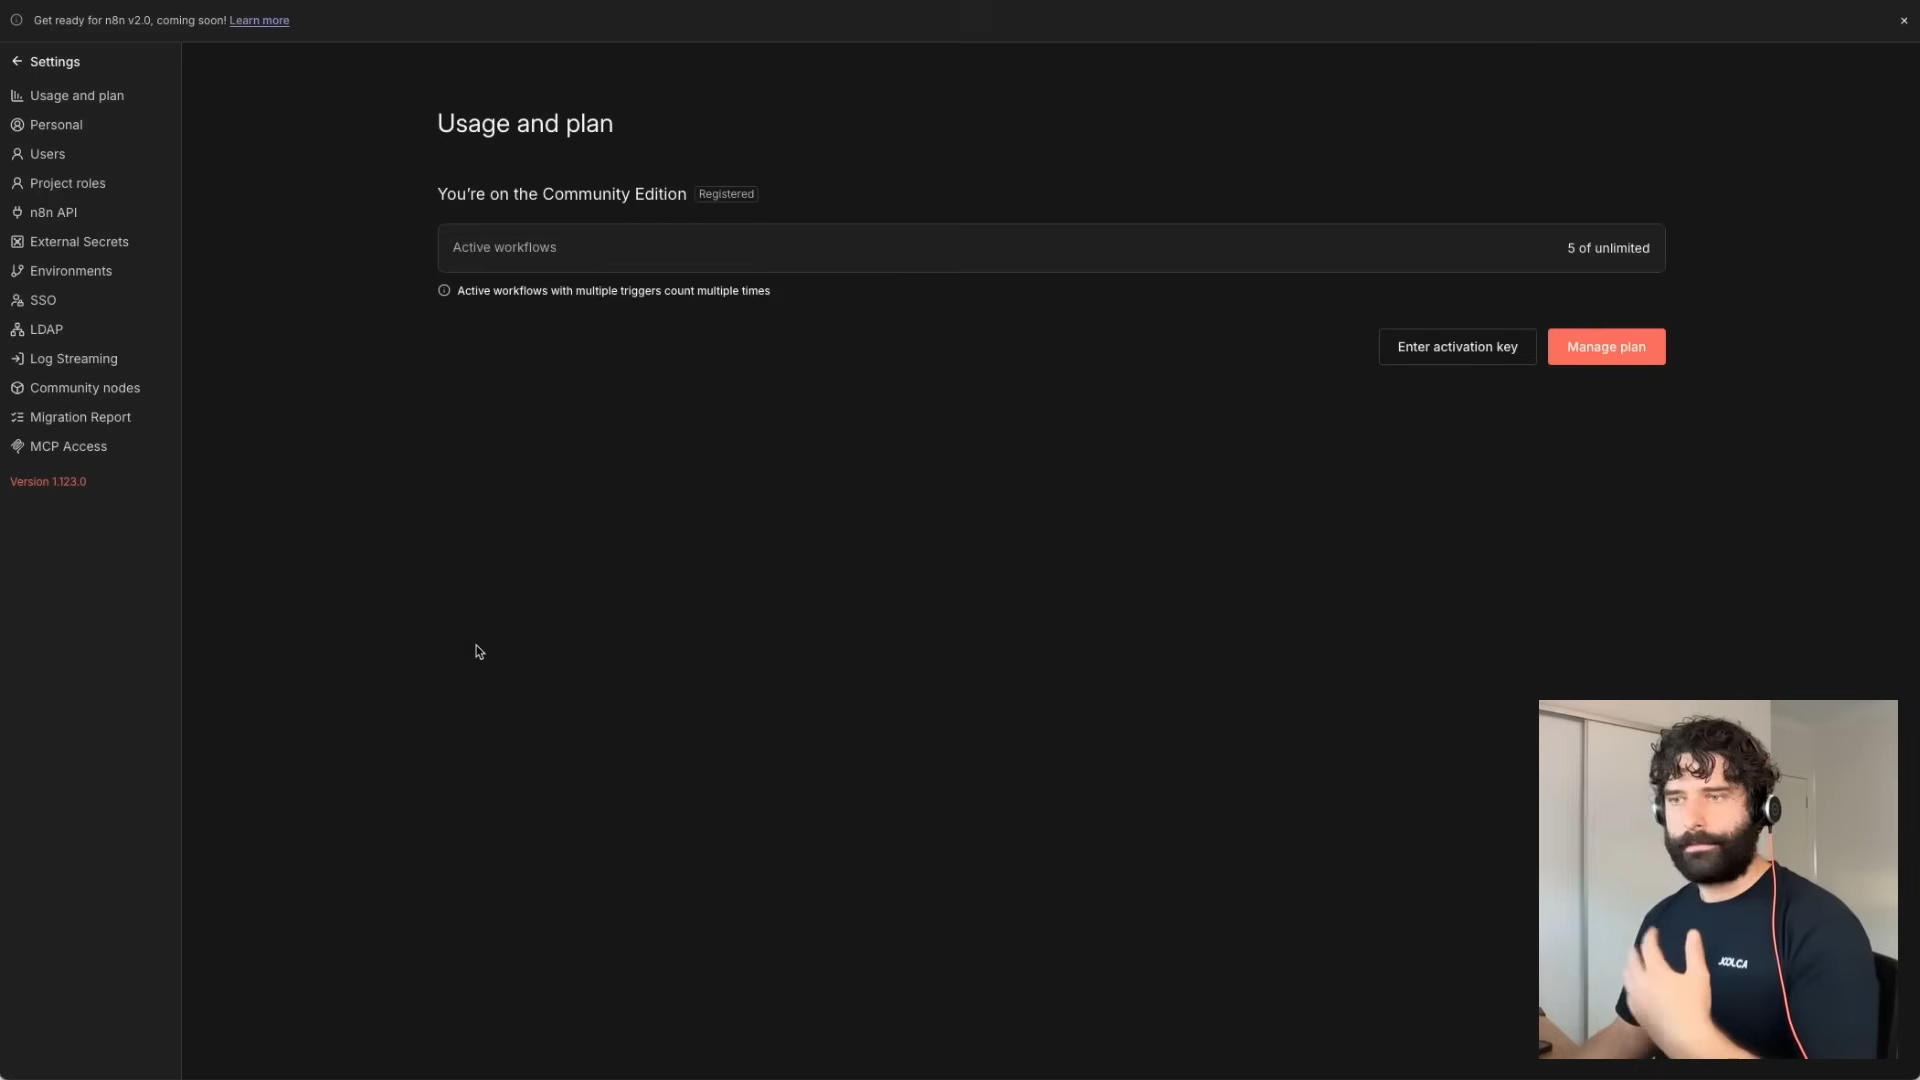 Get ready for n8n v2.0, coming soon! Learn more
Settings
Usage and plan
Personal
Users
Project roles
n8n API
External Secrets
Environments
SSO
LDAP
Log Streaming
Community nodes
Migration Report
MCP Access
Version 1.123.0
Usage and plan
You're on the Community Edition Registered
Active workflows 5 of unlimited
Active workflows with multiple triggers count multiple times
Enter activation key Manage plan
JOOLCA